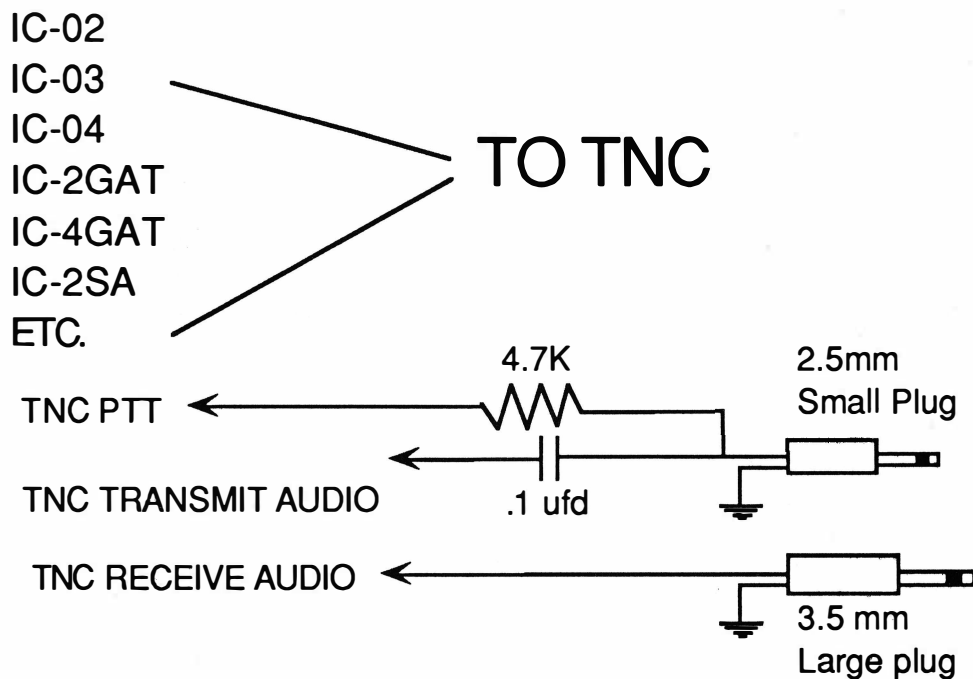 IC-02
IC-03
IC-04
IC-2GAT
IC-4GAT
IC-2SA
ETC.
TO TNC
4.7K
2.5mm
Small Plug
TNC PTT
TNC TRANSMIT AUDIO
.1 ufd
TNC RECEIVE AUDIO
3.5 mm
Large plug